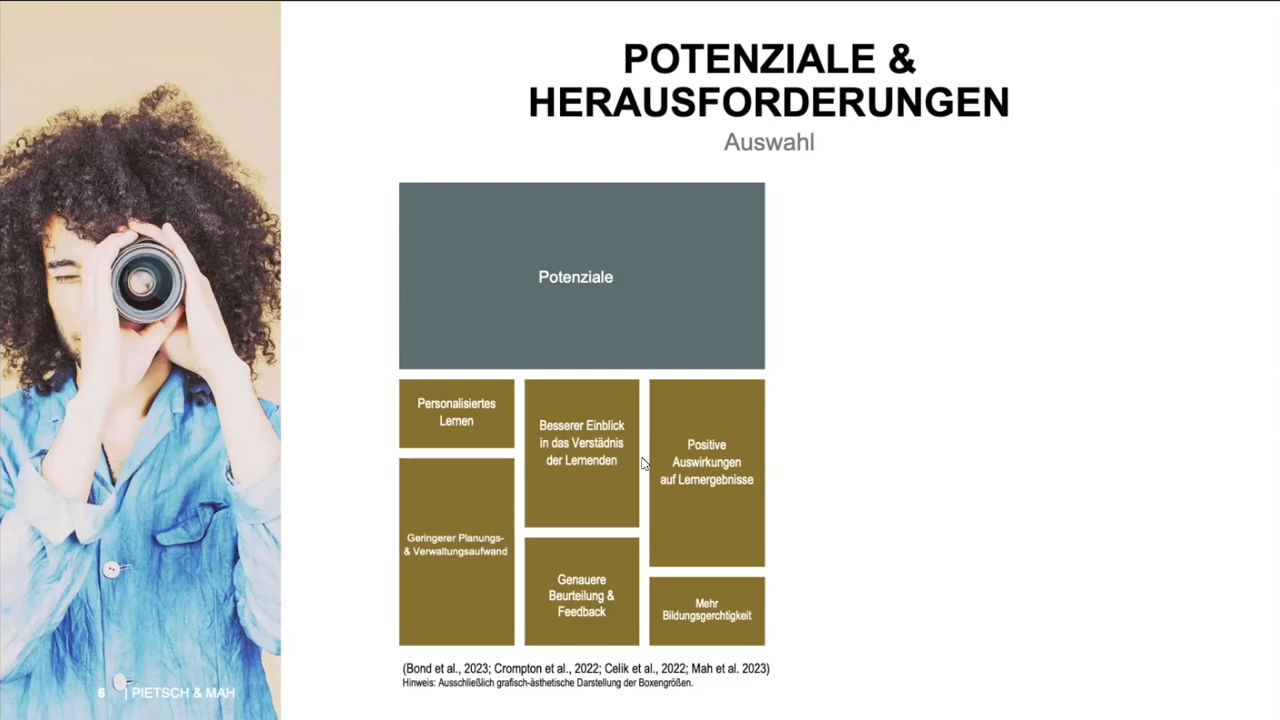 POTENZIALE &
HERAUSFORDERUNGEN
Auswahl
Potenziale
Personalisiertes
Lernen
Besserer Einblick
in das Verstädnis
der Lernenden
Positive
Auswirkungen
auf Lernergebnisse
Geringerer Planungs-
& Verwaltungsaufwand
Genauere
Beurteilung &
Feedback
Mehr
Bildungsgerchtigkeit
(Bond et al., 2023; Crompton et al., 2022; Celik et al., 2022; Mah et al. 2023)
Hinweis: Ausschließlich grafisch-ästhetische Darstellung der Boxengrößen.
6 | PIETSCH & MAH